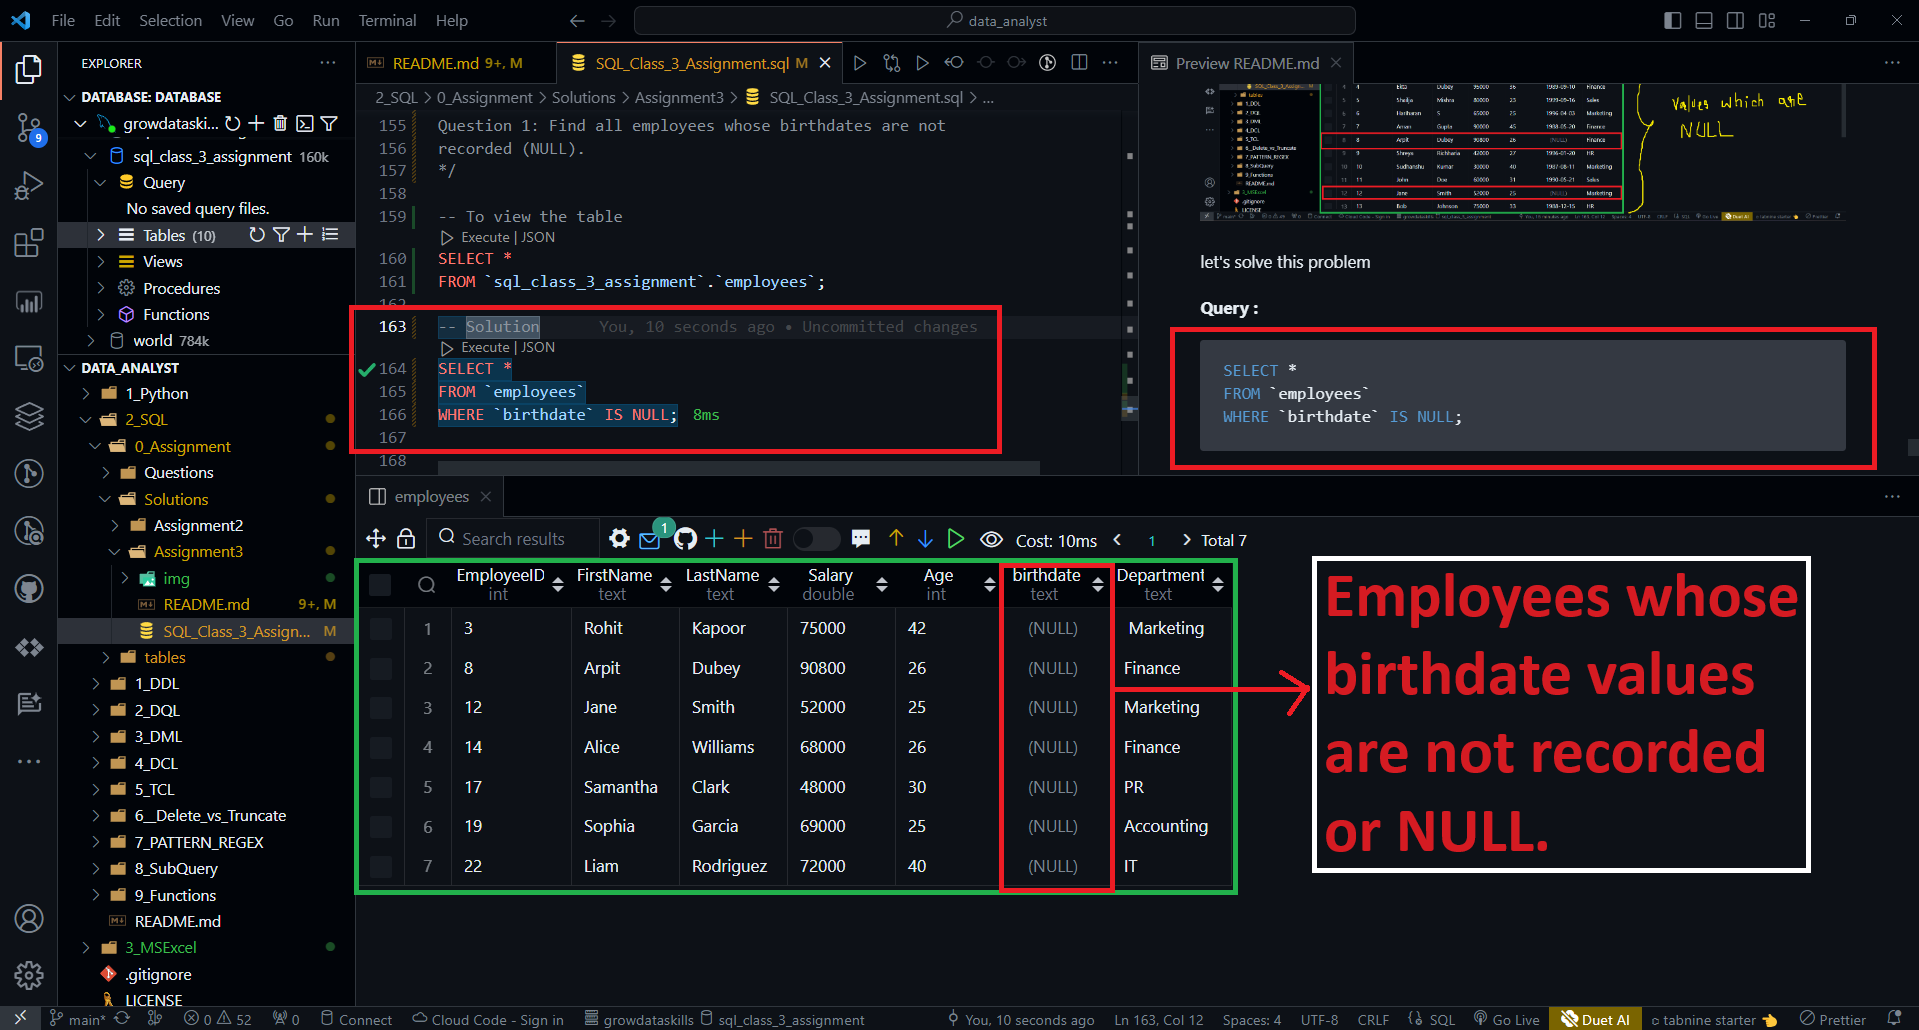 File Edit Selection View Go Run Terminal Help
data_analyst
EXPLORER
DATABASE: DATABASE
growdataski...
sql_class_3_assignment 160k
Query
No saved query files.
Tables (10)
Views
Procedures
Functions
world 784k
DATA_ANALYST
1_Python
2_SQL
0_Assignment
Questions
Solutions
Assignment2
Assignment3
img
README.md 9+, M
SQL_Class_3_Assign... M
tables
1_DDL
2_DQL
3_DML
4_DCL
5_TCL
6__Delete_vs_Truncate
7_PATTERN_REGEX
8_SubQuery
9_Functions
README.md
3_MSExcel
.gitignore
LICENSE
README.md 9+, M
SQL_Class_3_Assignment.sql M
2_SQL > 0_Assignment > Solutions > Assignment3 > SQL_Class_3_Assignment.sql > ...
155 Question 1: Find all employees whose birthdates are not
156 recorded (NULL).
157 */
158
159 -- To view the table
Execute | JSON
160 SELECT *
161 FROM `sql_class_3_assignment`.`employees`;
162
163 -- Solution You, 10 seconds ago • Uncommitted changes
Execute | JSON
164 SELECT *
165 FROM `employees`
166 WHERE `birthdate` IS NULL; 8ms
167
168
Preview README.md
values which are
NULL
let's solve this problem
Query :
SELECT *
FROM `employees`
WHERE `birthdate` IS NULL;
employees
Search results
1
Cost: 10ms < 1 > Total 7
EmployeeID FirstName LastName Salary Age birthdate Department
int text text double int text text
1 3 Rohit Kapoor 75000 42 (NULL) Marketing
2 8 Arpit Dubey 90800 26 (NULL) Finance
3 12 Jane Smith 52000 25 (NULL) Marketing
4 14 Alice Williams 68000 26 (NULL) Finance
5 17 Samantha Clark 48000 30 (NULL) PR
6 19 Sophia Garcia 69000 25 (NULL) Accounting
7 22 Liam Rodriguez 72000 40 (NULL) IT
Employees whose
birthdate values
are not recorded
or NULL.
9
main* 0 52 0 Connect Cloud Code - Sign in growdataskills sql_class_3_assignment You, 10 seconds ago Ln 163, Col 12 Spaces: 4 UTF-8 CRLF SQL Go Live Duet AI tabnine starter Prettier